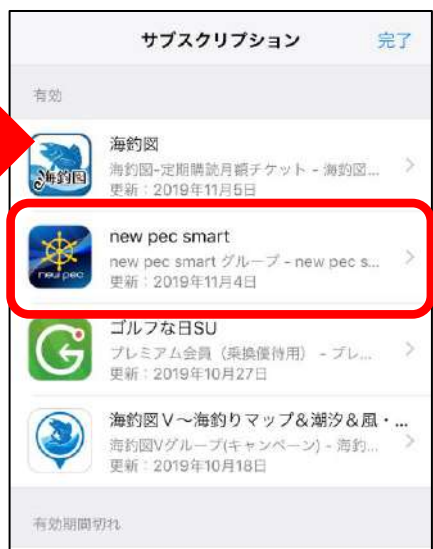 サブスクリプション 完了
有効
海釣図
海釣図
海釣図-定期購読月額チケット - 海釣図...
更新：2019年11月5日
new pec
new pec smart
new pec smart グループ - new pec s...
更新：2019年11月4日
ゴルフな日SU
プレミアム会員（乗換優待用） - プレ...
更新：2019年10月27日
海釣図Ⅴ～海釣りマップ&潮汐&風・...
海釣図Vグループ(キャンペーン) - 海釣...
更新：2019年10月18日
有効期間切れ